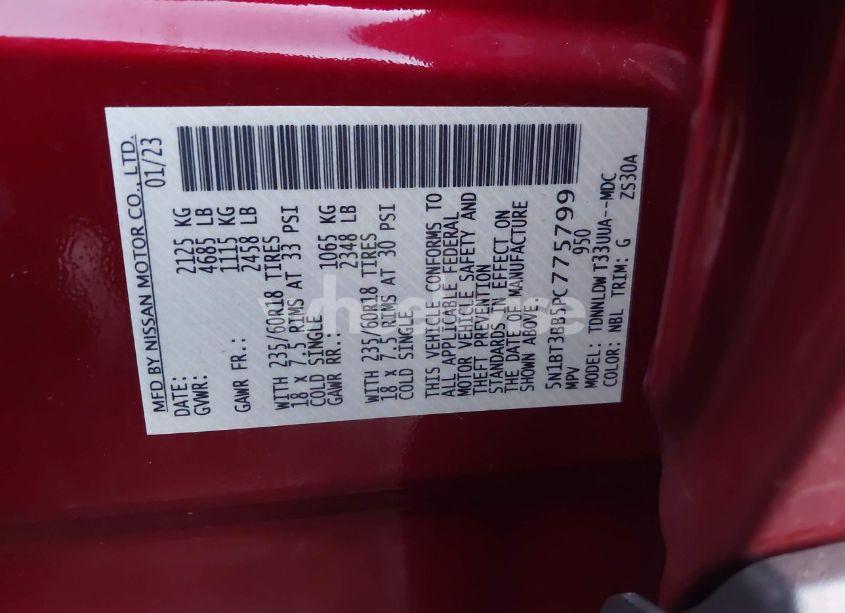 MFD BY NISSAN MOTOR CO., LTD.
DATE: 01/23
GVWR: 2125 KG
4685 LB
GAWR FR.: 1115 KG
2458 LB
WITH 235/60R18 TIRES
18 x 7.5 RIMS AT 33 PSI
COLD SINGLE
GAWR RR.: 1065 KG
2348 LB
WITH 235/60R18 TIRES
18 x 7.5 RIMS AT 30 PSI
COLD SINGLE
THIS VEHICLE CONFORMS TO
ALL APPLICABLE FEDERAL
MOTOR VEHICLE SAFETY AND
THEFT PREVENTION
STANDARDS IN EFFECT ON
THE DATE OF MANUFACTURE
SHOWN ABOVE.
5N1BT3BB5PC775799
MPV 950
MODEL: TDNNLDW T33UUA--MDC
COLOR: NBL TRIM: G ZS30A